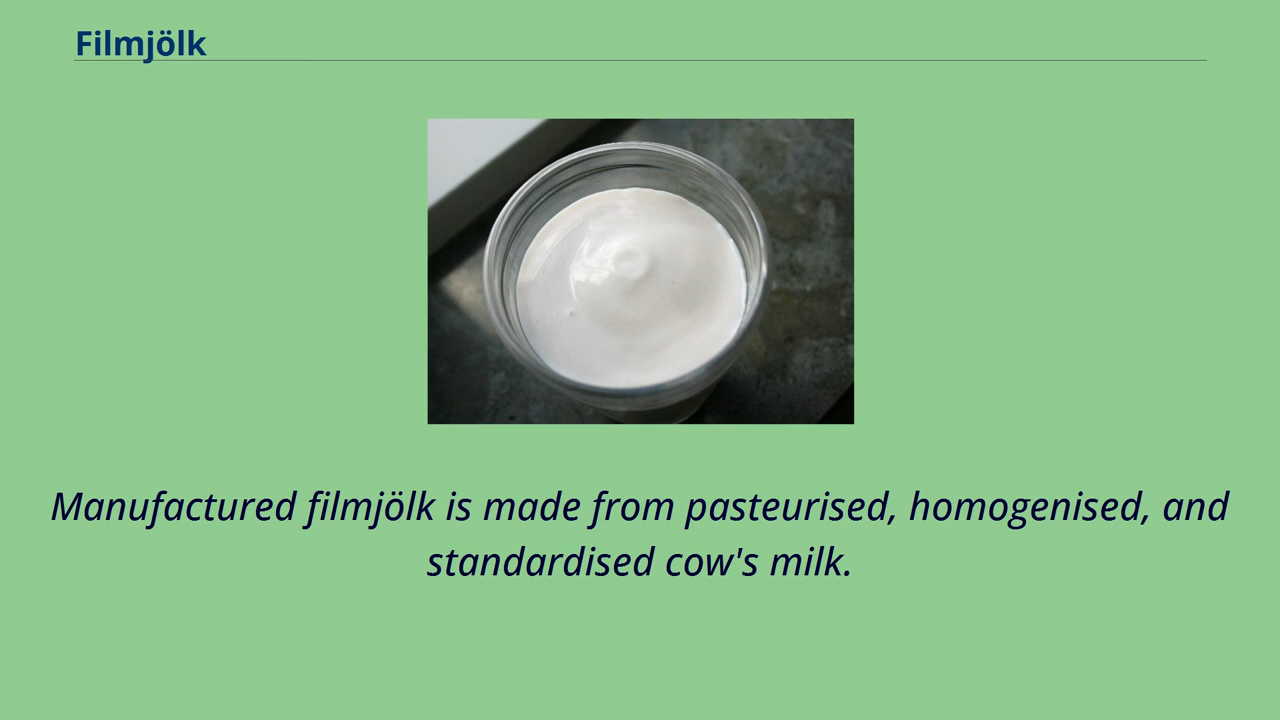 Filmjölk
Manufactured filmjölk is made from pasteurised, homogenised, and
standardised cow's milk.